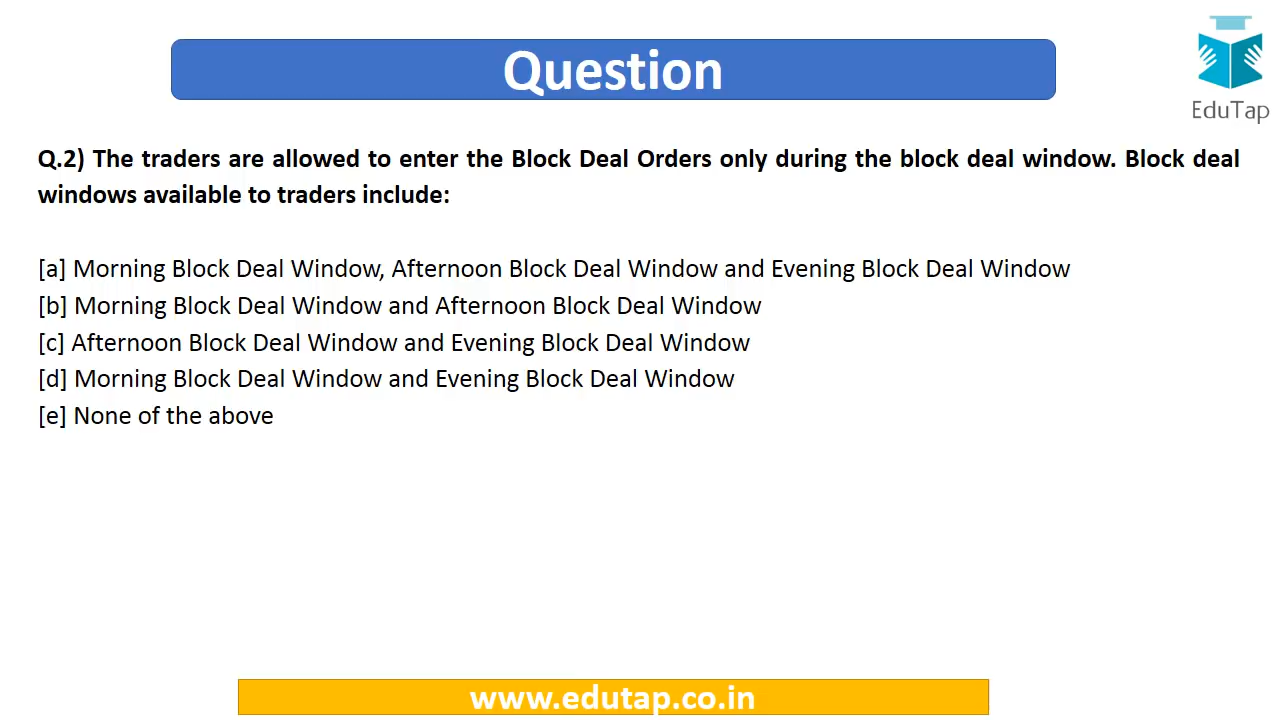 Question
EduTap
Q.2) The traders are allowed to enter the Block Deal Orders only during the block deal window. Block deal
windows available to traders include:
[a] Morning Block Deal Window, Afternoon Block Deal Window and Evening Block Deal Window
[b] Morning Block Deal Window and Afternoon Block Deal Window
[c] Afternoon Block Deal Window and Evening Block Deal Window
[d] Morning Block Deal Window and Evening Block Deal Window
[e] None of the above
www.edutap.co.in